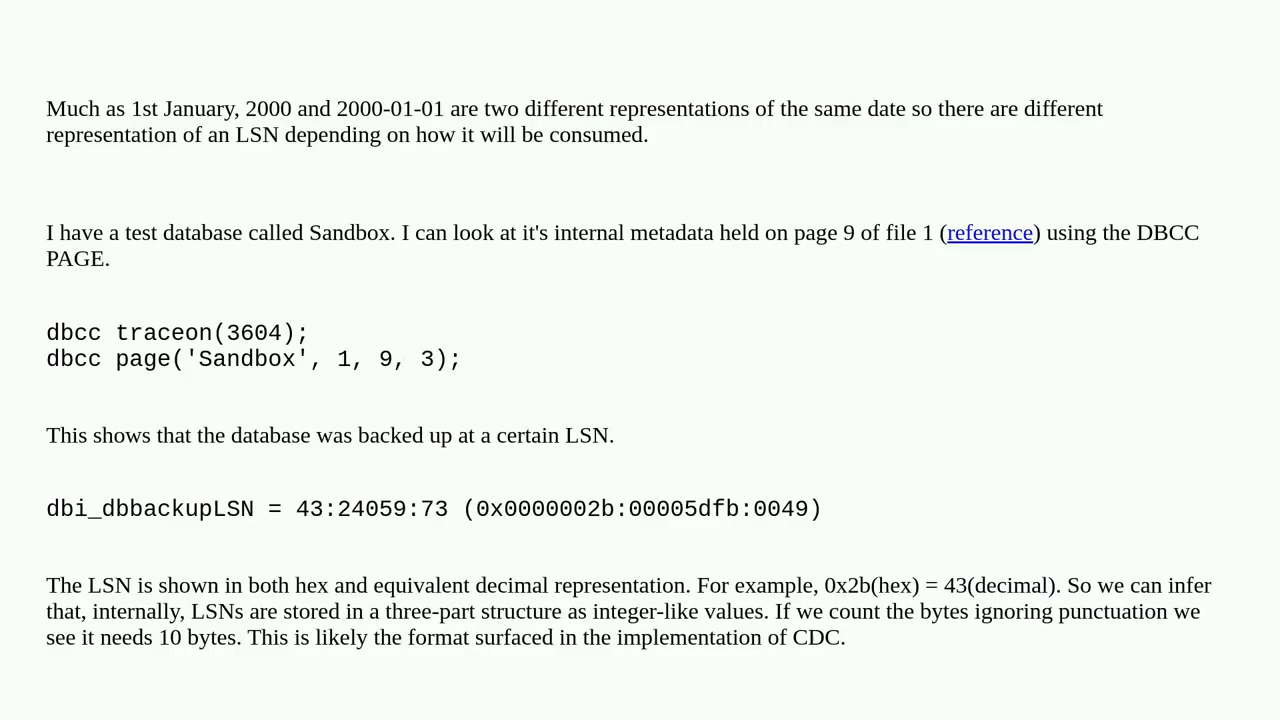 Much as 1st January, 2000 and 2000-01-01 are two different representations of the same date so there are different
representation of an LSN depending on how it will be consumed.
I have a test database called Sandbox. I can look at it's internal metadata held on page 9 of file 1 (reference) using the DBCC
PAGE.
dbcc traceon(3604);
dbcc page('Sandbox', 1, 9, 3);
This shows that the database was backed up at a certain LSN.
dbi_dbbackupLSN = 43:24059:73 (0x0000002b:00005dfb:0049)
The LSN is shown in both hex and equivalent decimal representation. For example, 0x2b(hex) = 43(decimal). So we can infer
that, internally, LSNs are stored in a three-part structure as integer-like values. If we count the bytes ignoring punctuation we
see it needs 10 bytes. This is likely the format surfaced in the implementation of CDC.